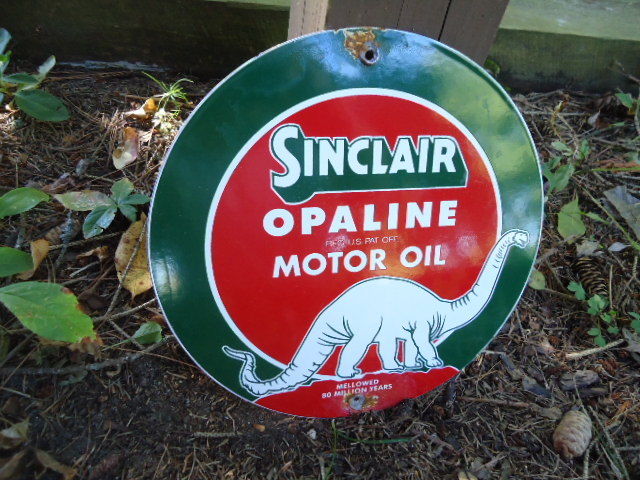 SINCLAIR
OPALINE
REG. U.S. PAT. OFF.
MOTOR OIL
MELLOWED
80 MILLION YEARS